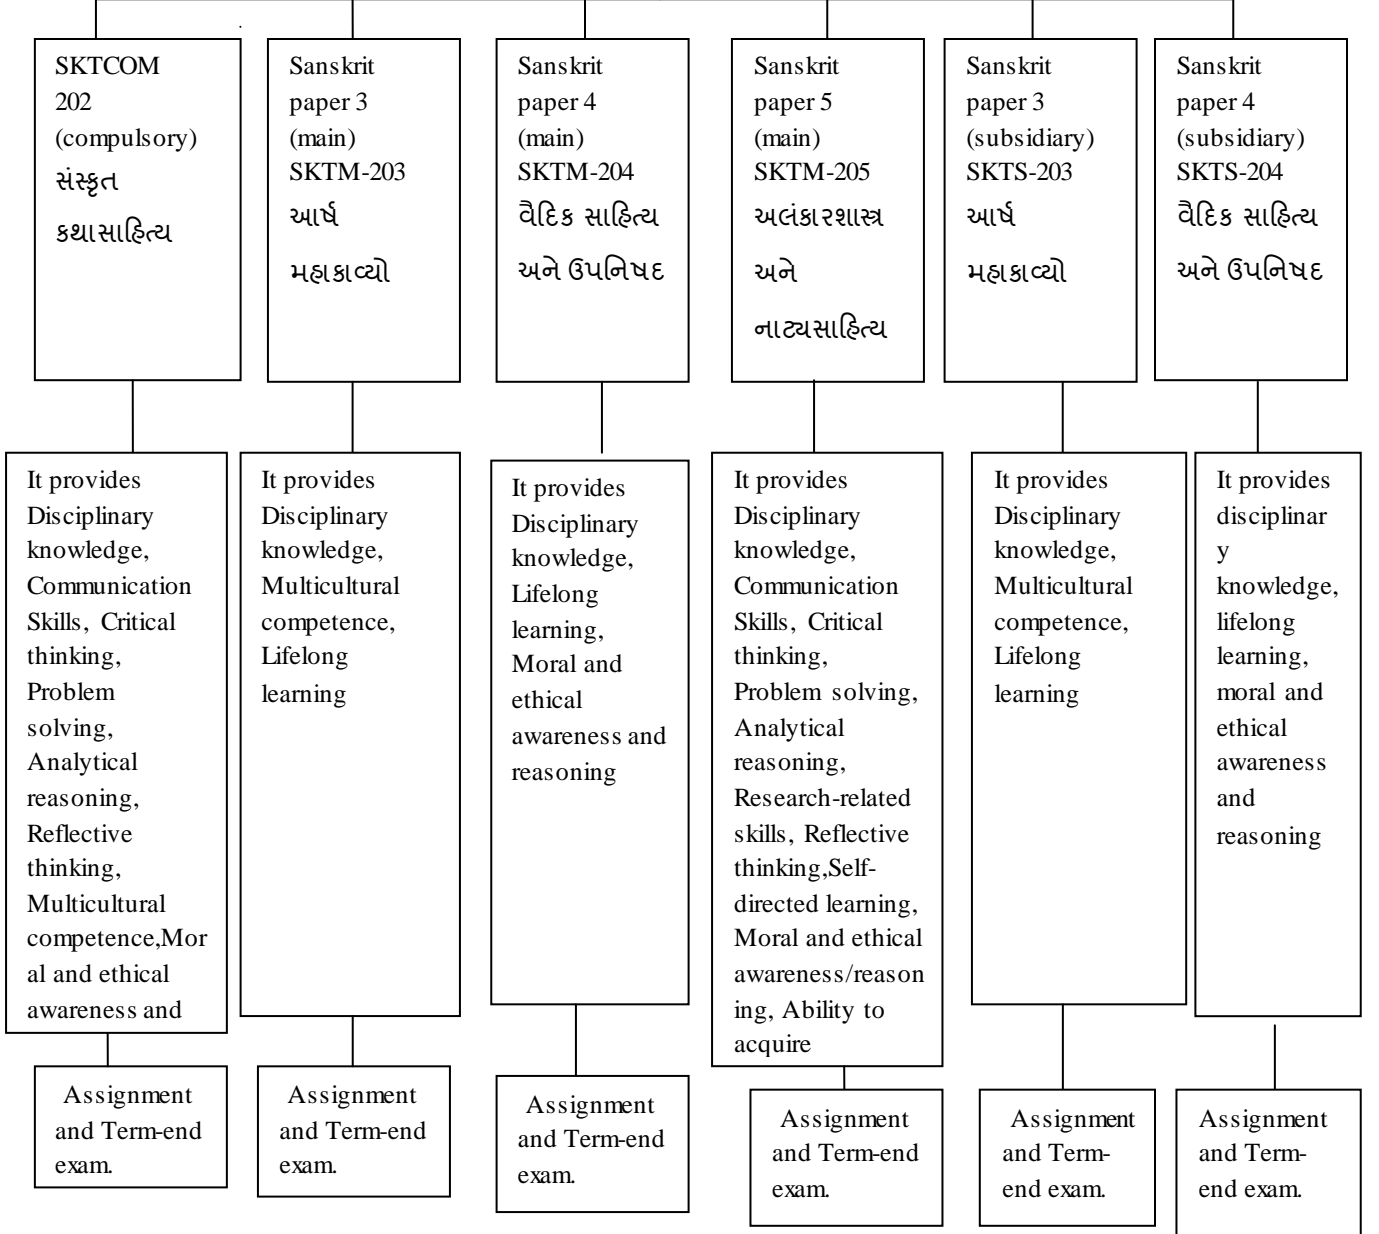 SKTCOM
202
(compulsory)
સંસ્કૃત
કથાસાહિત્ય
Sanskrit
paper 3
(main)
SKTM-203
આર્ષ
મહાકાવ્યો
Sanskrit
paper 4
(main)
SKTM-204
વૈદિક સાહિત્ય
અને ઉપનિષદ
Sanskrit
paper 5
(main)
SKTM-205
અલંકારશાસ્ત્ર
અને
નાટ્યસાહિત્ય
Sanskrit
paper 3
(subsidiary)
SKTS-203
આર્ષ
મહાકાવ્યો
Sanskrit
paper 4
(subsidiary)
SKTS-204
વૈદિક સાહિત્ય
અને ઉપનિષદ
It provides
Disciplinary
knowledge,
Communication
Skills, Critical
thinking,
Problem
solving,
Analytical
reasoning,
Reflective
thinking,
Multicultural
competence,Mor
al and ethical
awareness and
It provides
Disciplinary
knowledge,
Multicultural
competence,
Lifelong
learning
It provides
Disciplinary
knowledge,
Lifelong
learning,
Moral and
ethical
awareness and
reasoning
It provides
Disciplinary
knowledge,
Communication
Skills, Critical
thinking,
Problem solving,
Analytical
reasoning,
Research-related
skills, Reflective
thinking,Self-
directed learning,
Moral and ethical
awareness/reason
ing, Ability to
acquire
It provides
Disciplinary
knowledge,
Multicultural
competence,
Lifelong
learning
It provides
disciplinar
y
knowledge,
lifelong
learning,
moral and
ethical
awareness
and
reasoning
Assignment
and Term-end
exam.
Assignment
and Term-end
exam.
Assignment
and Term-end
exam.
Assignment
and Term-end
exam.
Assignment
and Term-
end exam.
Assignment
and Term-
end exam.